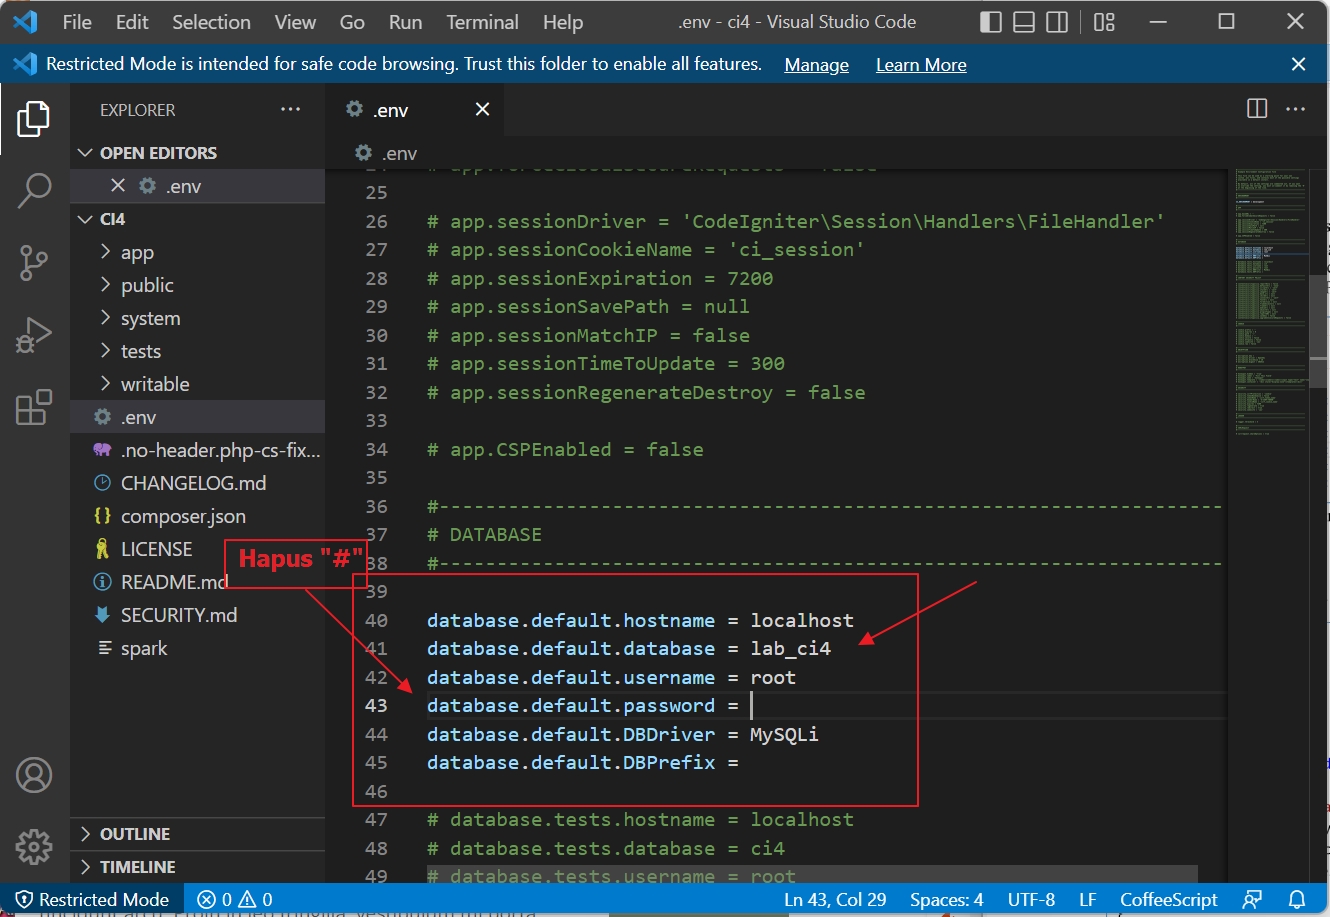 File Edit Selection View Go Run Terminal Help .env - ci4 - Visual Studio Code
Restricted Mode is intended for safe code browsing. Trust this folder to enable all features. Manage Learn More
EXPLORER
OPEN EDITORS
.env
CI4
app
public
system
tests
writable
.env
.no-header.php-cs-fix...
CHANGELOG.md
composer.json
LICENSE
README.md
SECURITY.md
spark
OUTLINE
TIMELINE
.env
.env
25
26 # app.sessionDriver = 'CodeIgniter\Session\Handlers\FileHandler'
27 # app.sessionCookieName = 'ci_session'
28 # app.sessionExpiration = 7200
29 # app.sessionSavePath = null
30 # app.sessionMatchIP = false
31 # app.sessionTimeToUpdate = 300
32 # app.sessionRegenerateDestroy = false
33
34 # app.CSPEnabled = false
35
36 #--------------------------------------------------------------------
37 # DATABASE
38 #--------------------------------------------------------------------
39
40 database.default.hostname = localhost
41 database.default.database = lab_ci4
42 database.default.username = root
43 database.default.password =
44 database.default.DBDriver = MySQLi
45 database.default.DBPrefix =
46
47 # database.tests.hostname = localhost
48 # database.tests.database = ci4
49 # database.tests.username = root
Hapus "#"
Restricted Mode 0 0 Ln 43, Col 29 Spaces: 4 UTF-8 LF CoffeeScript